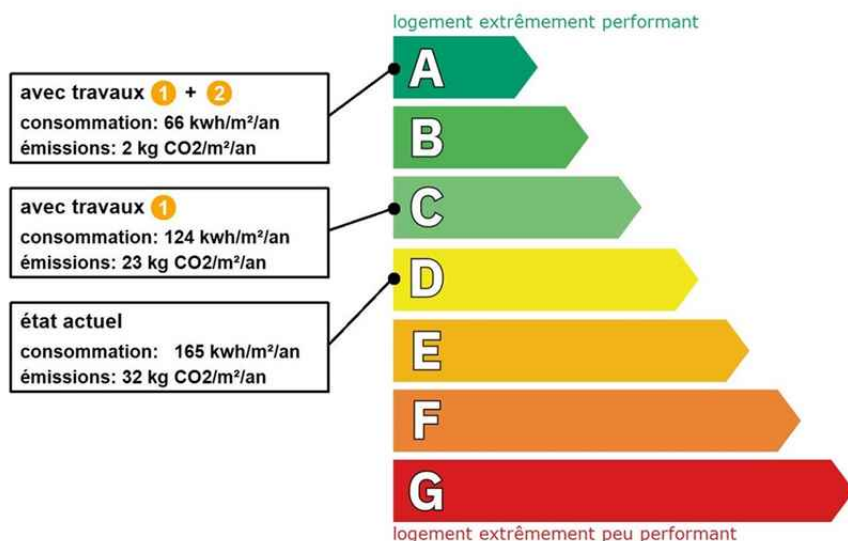 logement extrêmement performant
A
avec travaux 1 + 2
consommation: 66 kwh/m²/an
émissions: 2 kg CO2/m²/an
B
avec travaux 1
consommation: 124 kwh/m²/an
émissions: 23 kg CO2/m²/an
C
D
état actuel
consommation: 165 kwh/m²/an
émissions: 32 kg CO2/m²/an
E
F
G
logement extrêmement peu performant